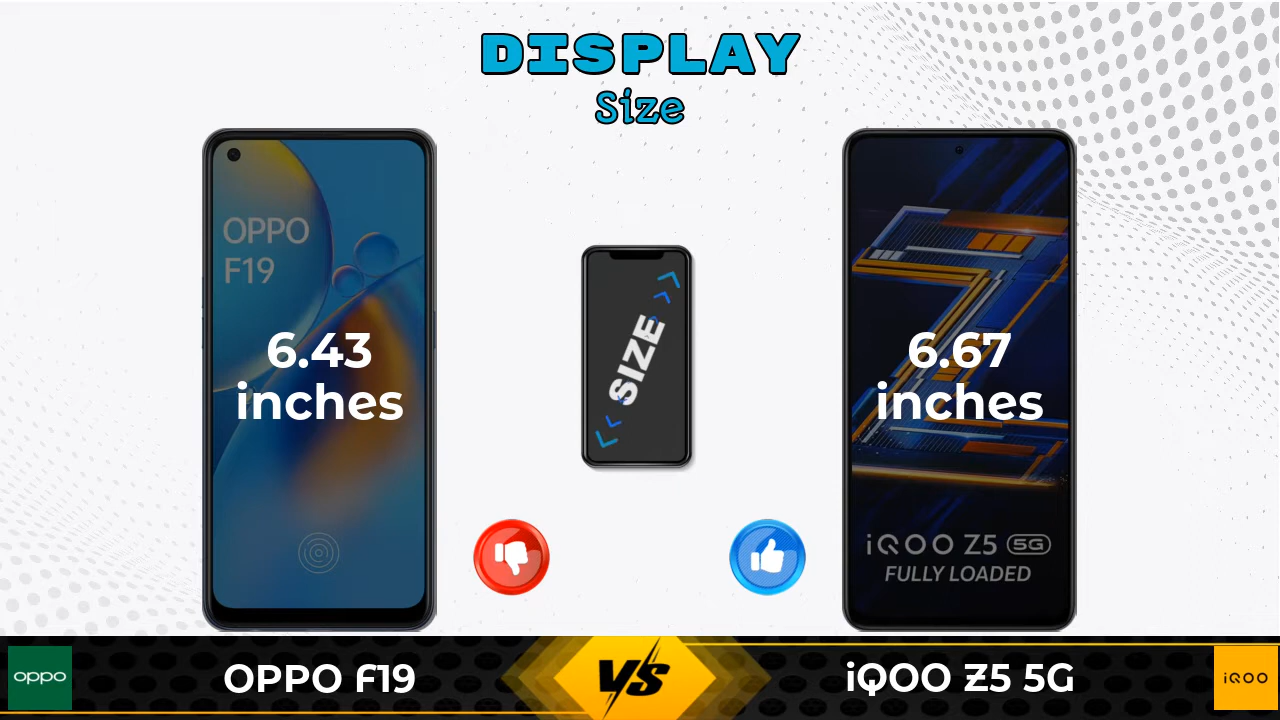 DISPLAY
Size
OPPO
F19
6.43
inches
SIZE
6.67
inches
iQOO Z5 5G
FULLY LOADED
oppo
OPPO F19
VS
iQOO Z5 5G
iQOO